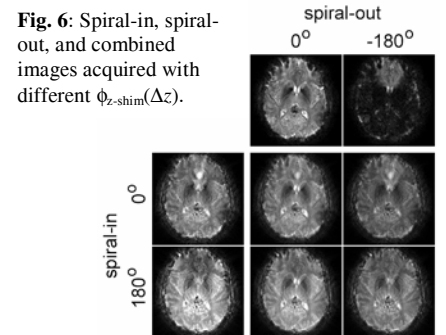 Fig. 6: Spiral-in, spiral-
out, and combined
images acquired with
different ϕz-shim(Δz).
spiral-out
0° -180°
spiral-in
0°
180°